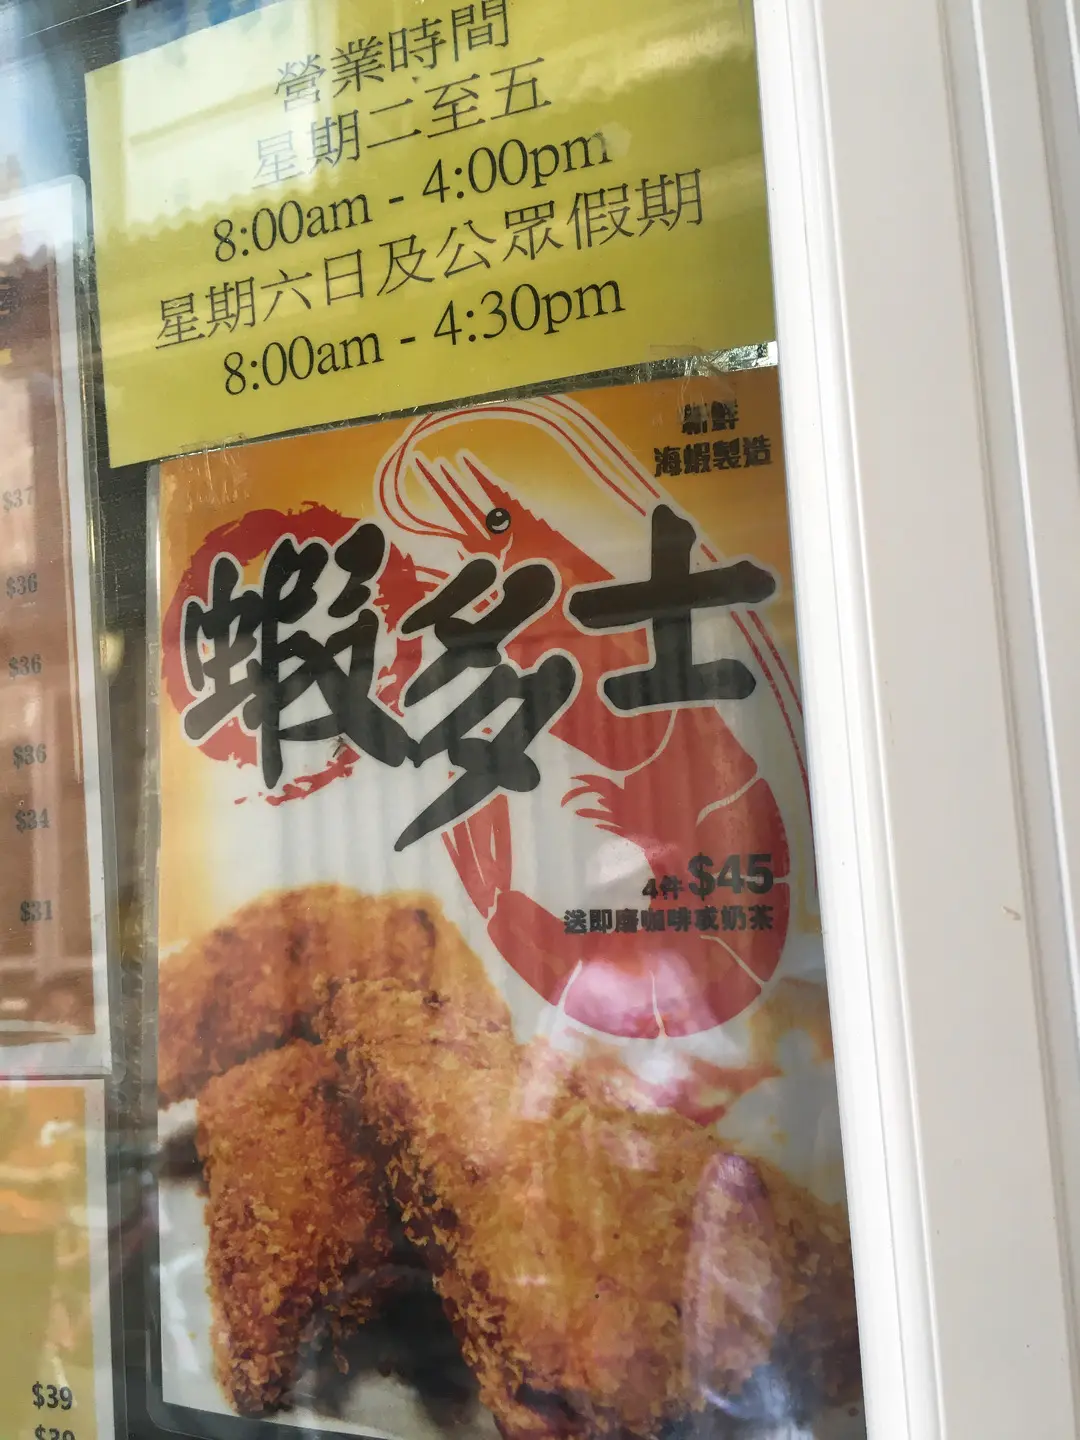 營業時間
星期二至五
8:00am - 4:00pm
星期六日及公眾假期
8:00am - 4:30pm
新鮮
海蝦製造
蝦多士
4件 $45
送即磨咖啡或奶茶
$37
$36
$36
$36
$34
$31
$39
$39